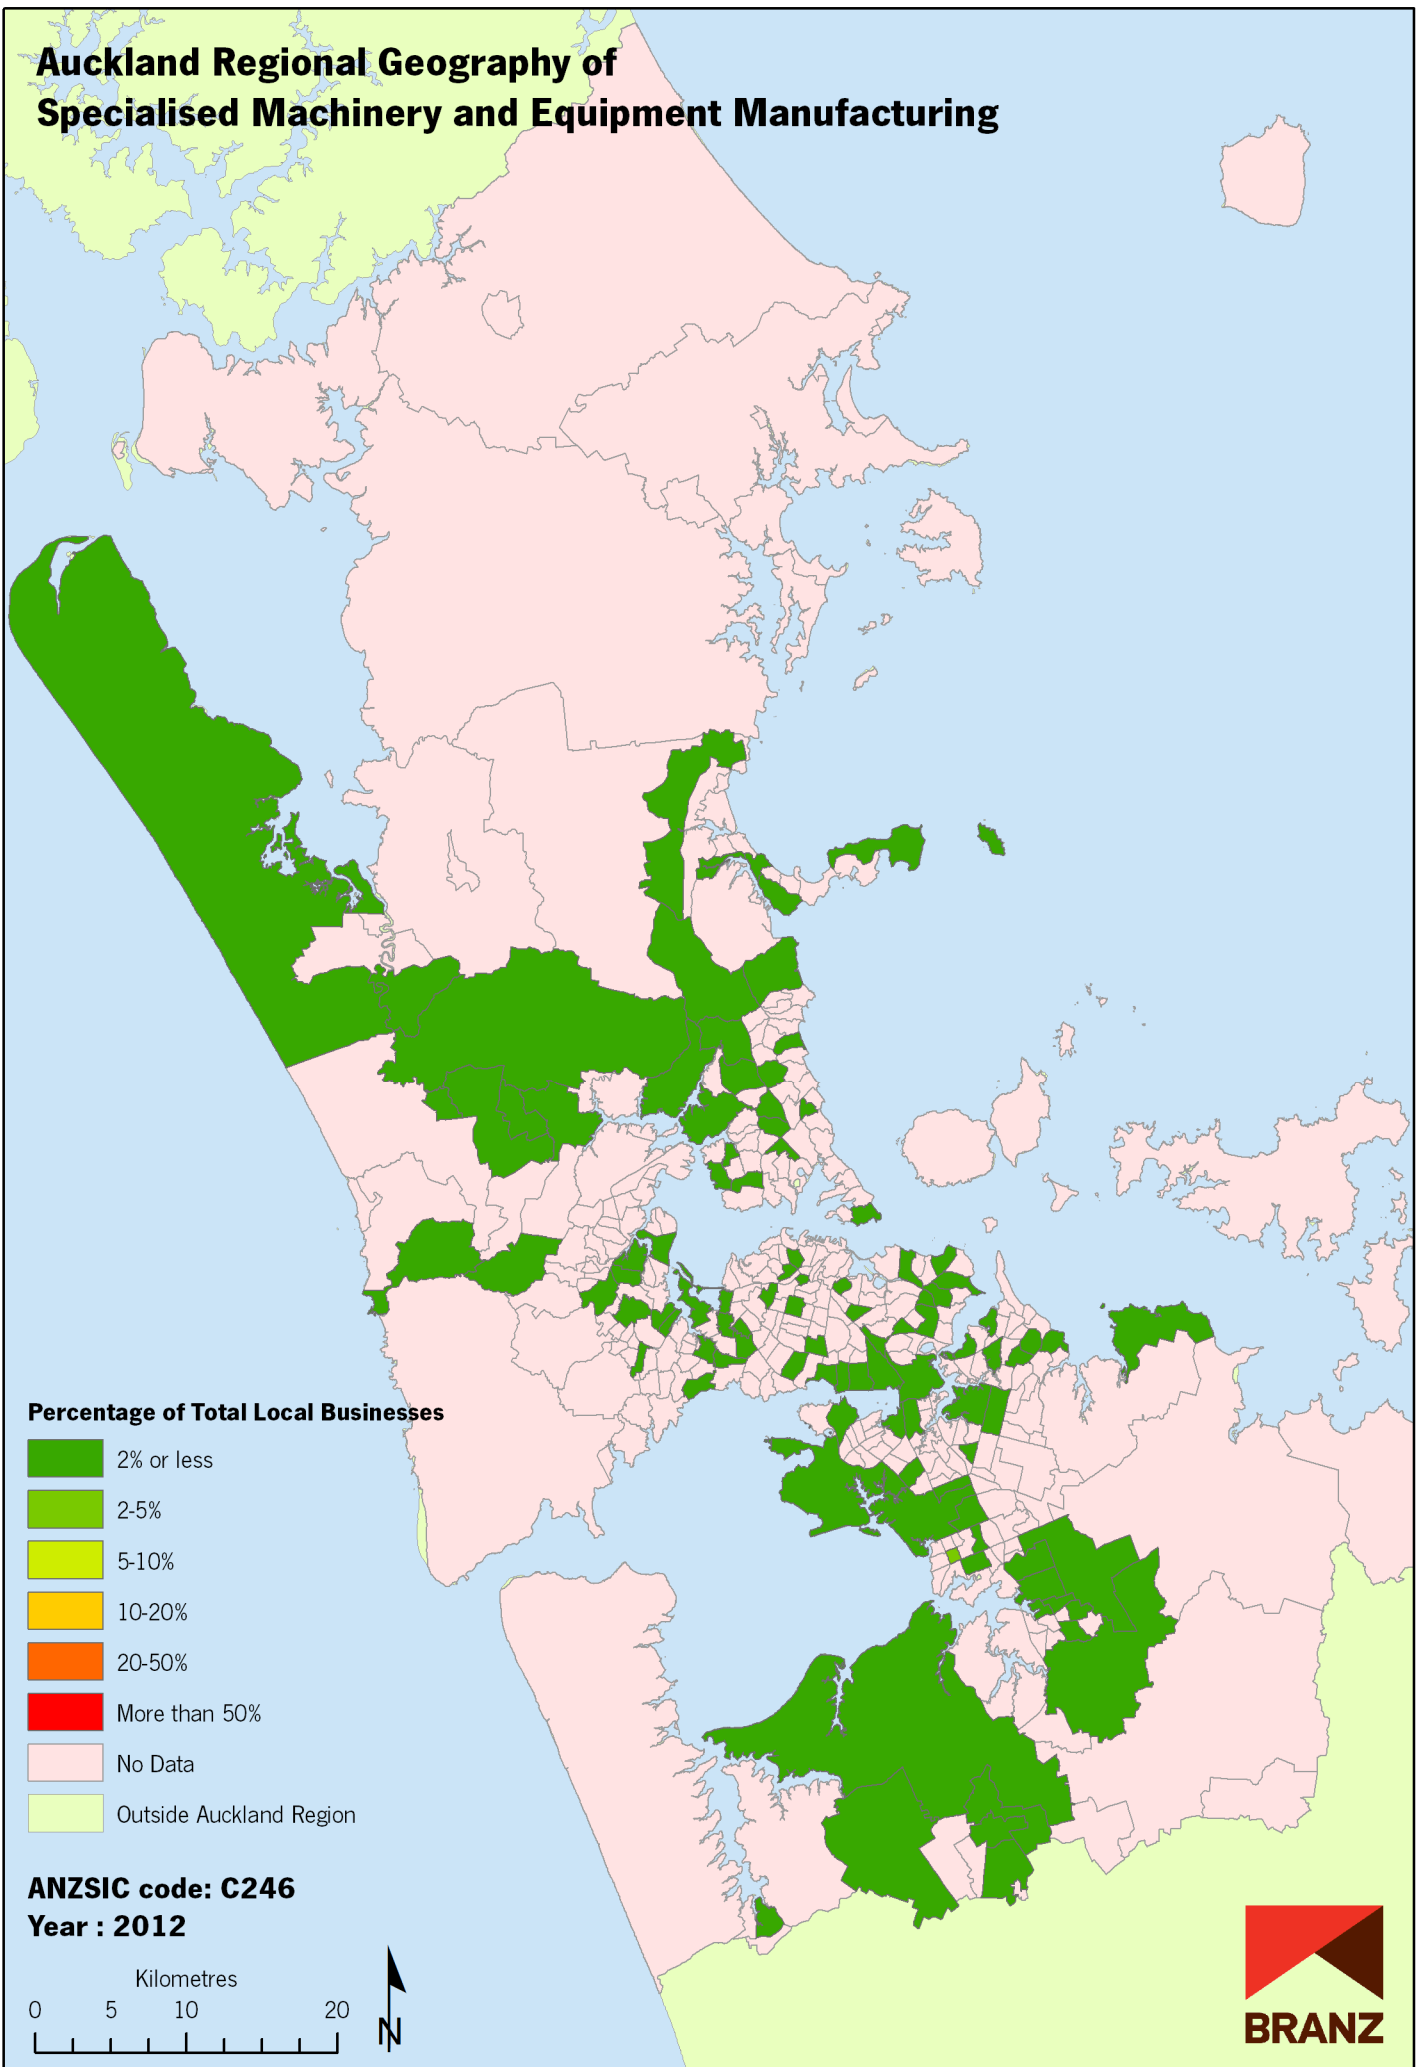 Auckland Regional Geography of
Specialised Machinery and Equipment Manufacturing
Percentage of Total Local Businesses
2% or less
2-5%
5-10%
10-20%
20-50%
More than 50%
No Data
Outside Auckland Region
ANZSIC code: C246
Year : 2012
Kilometres
0 5 10 20
N
BRANZ